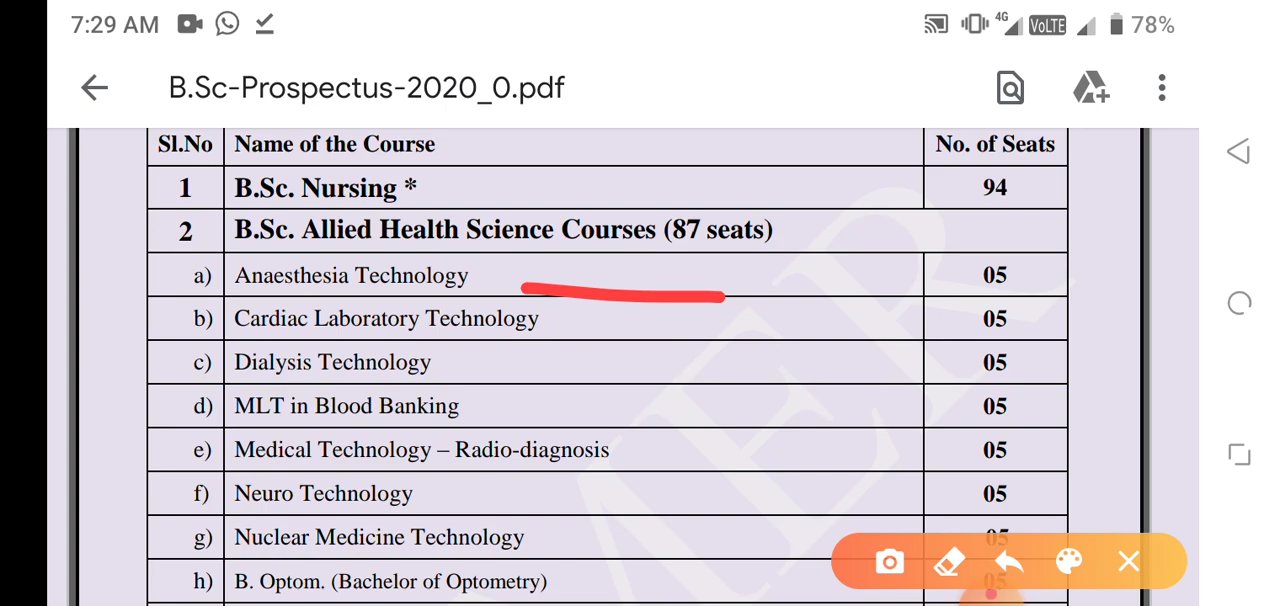 7:29 AM 4G VoLTE 78%
B.Sc-Prospectus-2020_0.pdf
Sl.No Name of the Course No. of Seats
1 B.Sc. Nursing * 94
2 B.Sc. Allied Health Science Courses (87 seats)
a) Anaesthesia Technology 05
b) Cardiac Laboratory Technology 05
c) Dialysis Technology 05
d) MLT in Blood Banking 05
e) Medical Technology – Radio-diagnosis 05
f) Neuro Technology 05
g) Nuclear Medicine Technology 05
h) B. Optom. (Bachelor of Optometry) 05
MER